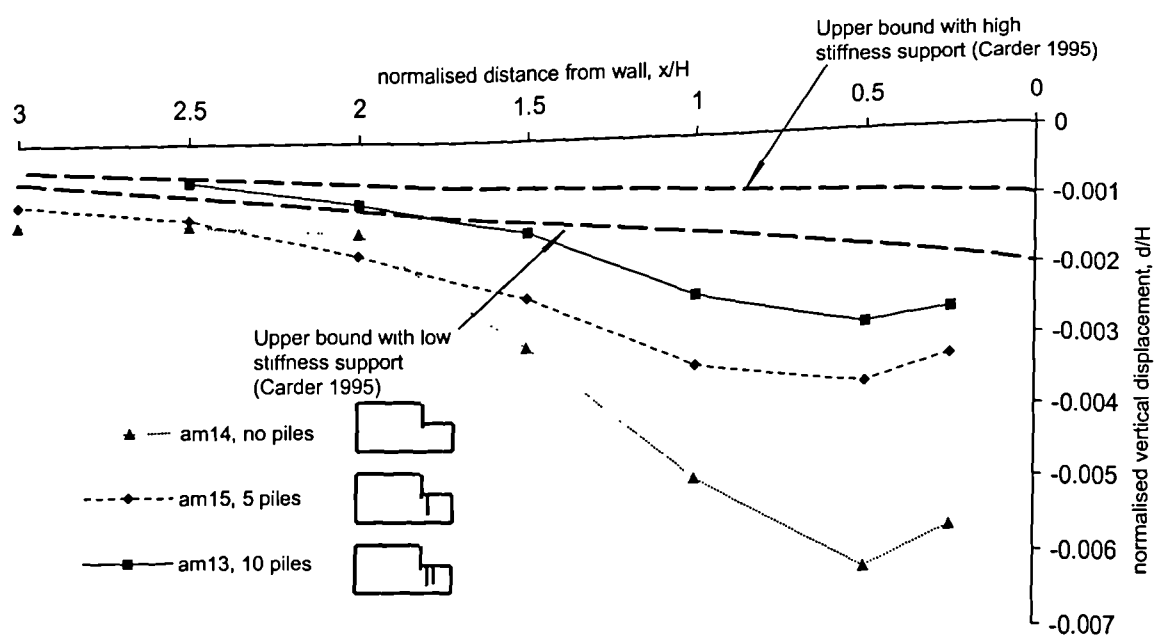 Upper bound with high
stiffness support (Carder 1995)
normalised distance from wall, x/H
3 2.5 2 1.5 1 0.5 0
0
-0.001
-0.002
-0.003
-0.004
-0.005
-0.006
-0.007
normalised vertical displacement, d/H
Upper bound with low
stiffness support
(Carder 1995)
am14, no piles
am15, 5 piles
am13, 10 piles